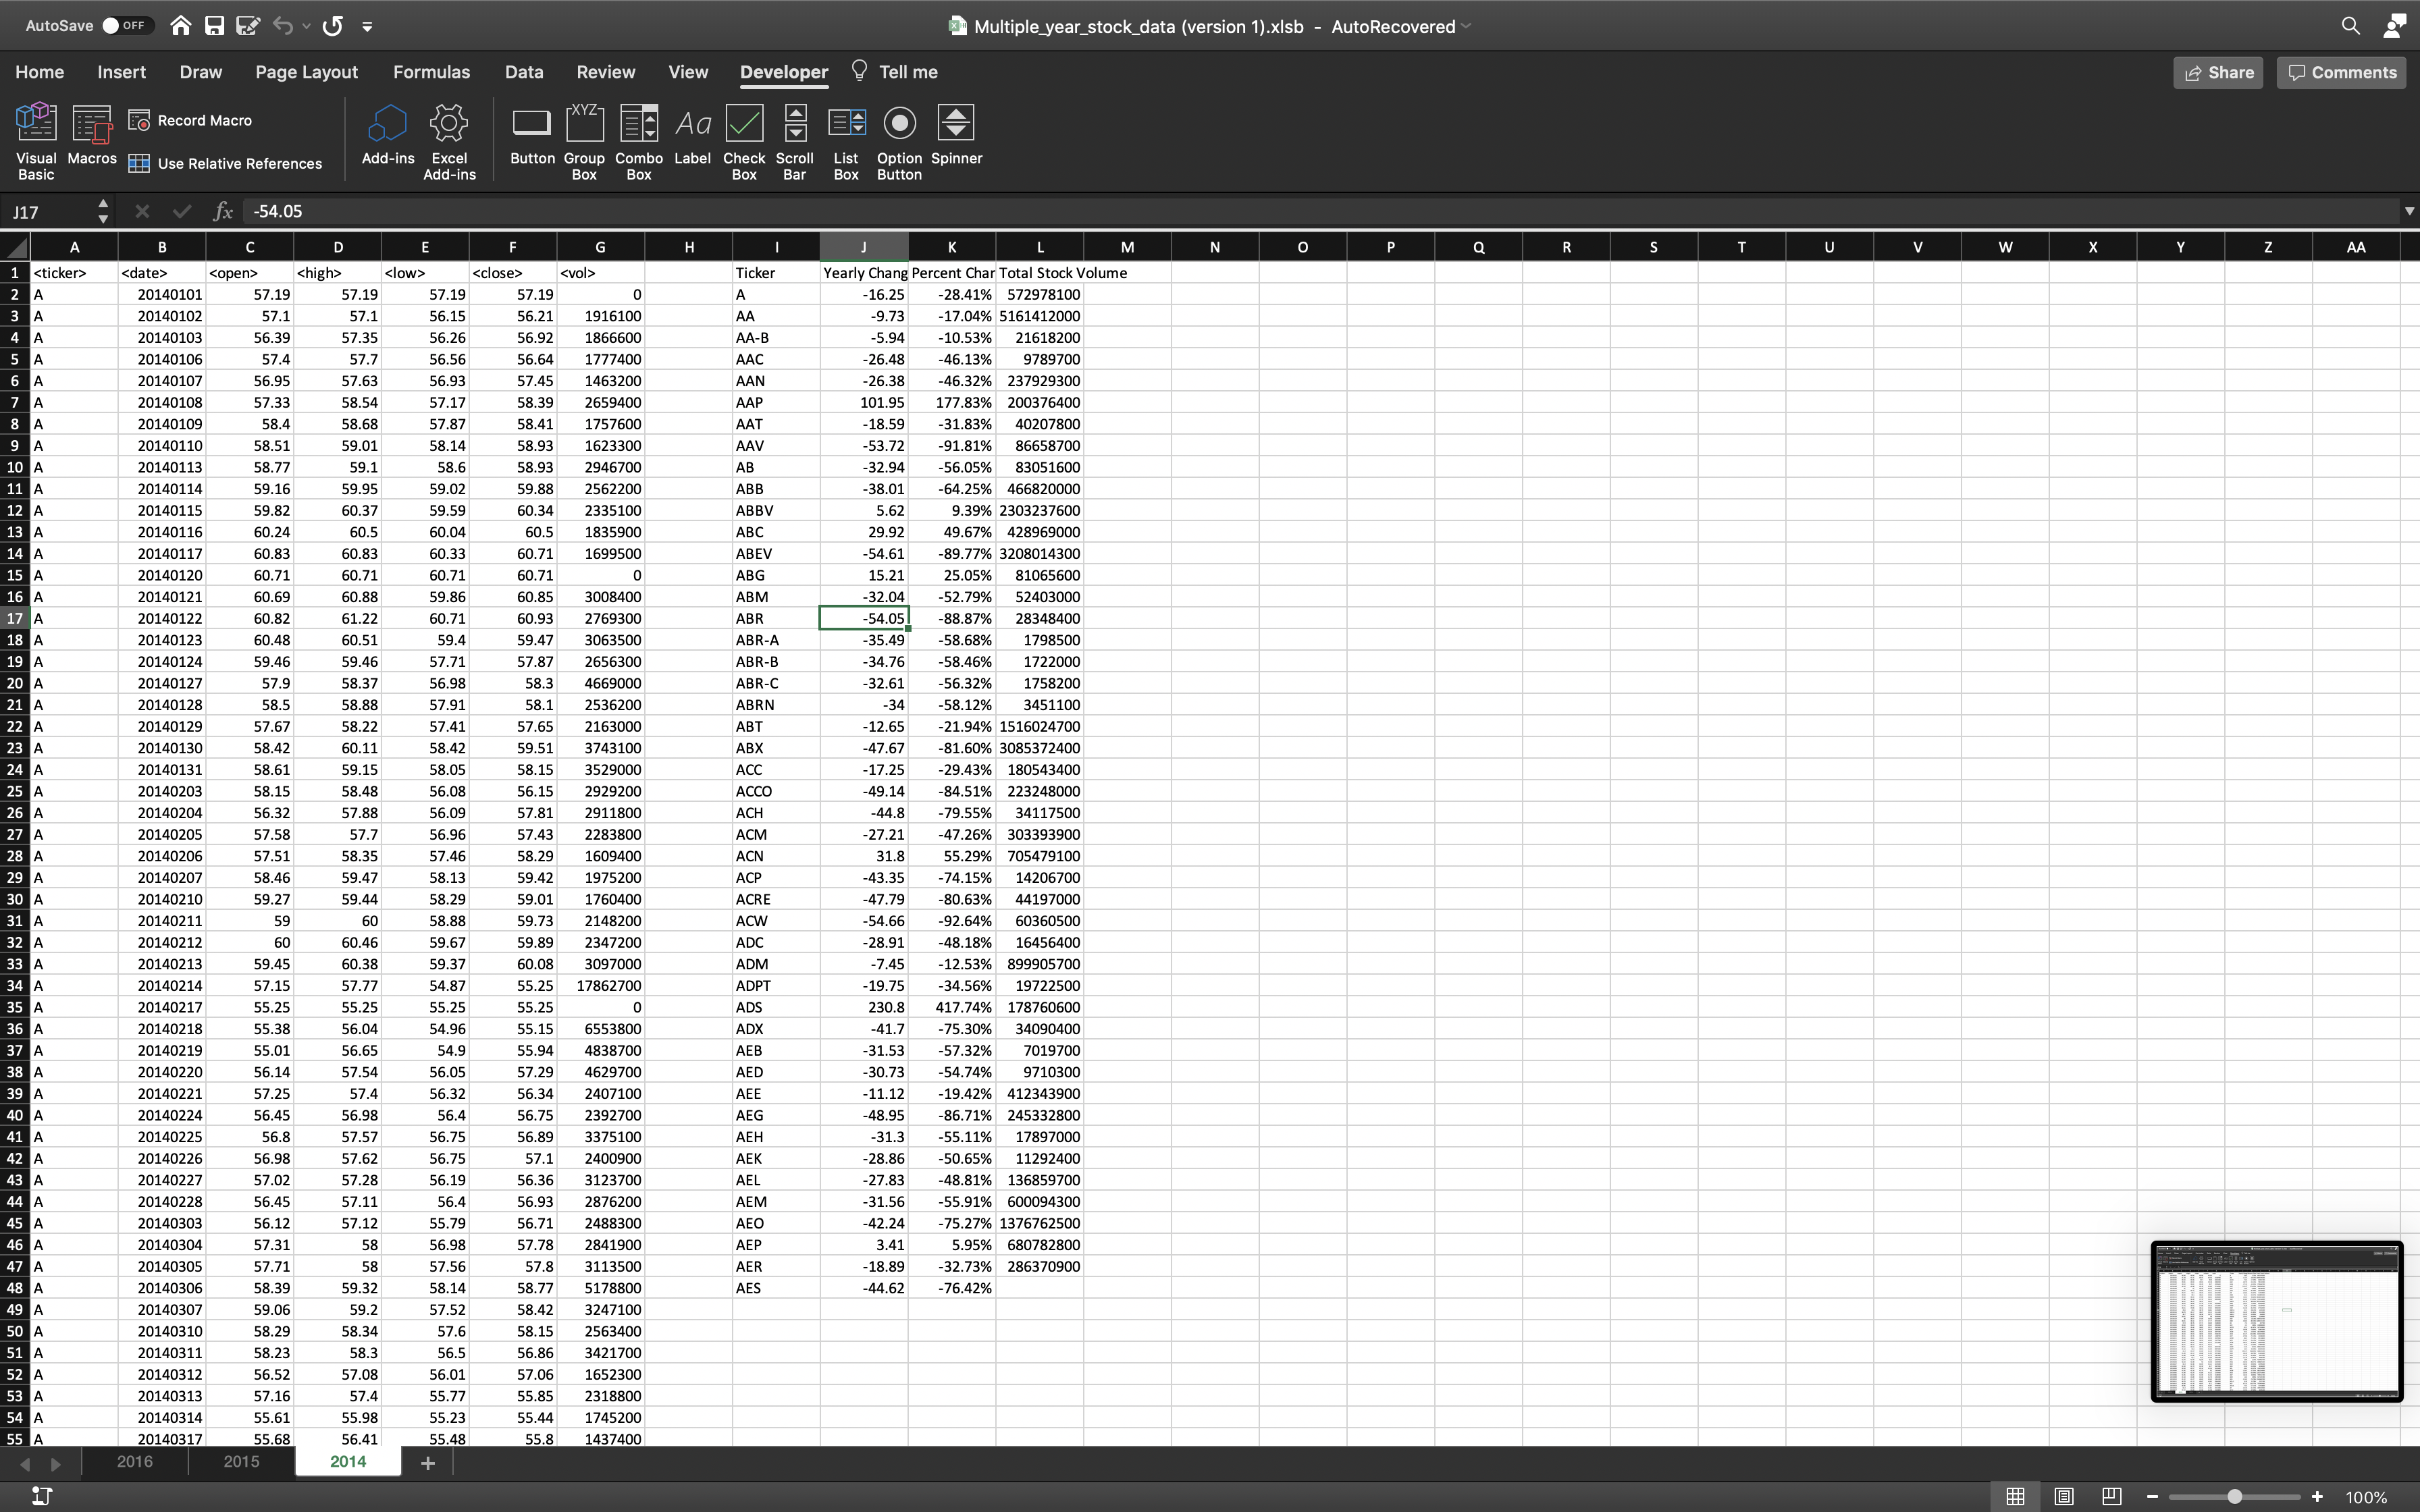 AutoSave OFF Multiple_year_stock_data (version 1).xlsb - AutoRecovered
Home Insert Draw Page Layout Formulas Data Review View Developer Tell me Share Comments
Visual Basic Macros Record Macro Use Relative References Add-ins Excel Add-ins Button XYZ Group Box Combo Box Aa Label Check Box Scroll Bar List Box Option Button Spinner
J17 fx -54.05
A B C D E F G H I J K L M N O P Q R S T U V W X Y Z AA
1 <ticker> <date> <open> <high> <low> <close> <vol> Ticker Yearly Chang Percent Char Total Stock Volume
2 A 20140101 57.19 57.19 57.19 57.19 0 A -16.25 -28.41% 572978100
3 A 20140102 57.1 57.1 56.15 56.21 1916100 AA -9.73 -17.04% 5161412000
4 A 20140103 56.39 57.35 56.26 56.92 1866600 AA-B -5.94 -10.53% 21618200
5 A 20140106 57.4 57.7 56.56 56.64 1777400 AAC -26.48 -46.13% 9789700
6 A 20140107 56.95 57.63 56.93 57.45 1463200 AAN -26.38 -46.32% 237929300
7 A 20140108 57.33 58.54 57.17 58.39 2659400 AAP 101.95 177.83% 200376400
8 A 20140109 58.4 58.68 57.87 58.41 1757600 AAT -18.59 -31.83% 40207800
9 A 20140110 58.51 59.01 58.14 58.93 1623300 AAV -53.72 -91.81% 86658700
10 A 20140113 58.77 59.1 58.6 58.93 2946700 AB -32.94 -56.05% 83051600
11 A 20140114 59.16 59.95 59.02 59.88 2562200 ABB -38.01 -64.25% 466820000
12 A 20140115 59.82 60.37 59.59 60.34 2335100 ABBV 5.62 9.39% 2303237600
13 A 20140116 60.24 60.5 60.04 60.5 1835900 ABC 29.92 49.67% 428969000
14 A 20140117 60.83 60.83 60.33 60.71 1699500 ABEV -54.61 -89.77% 3208014300
15 A 20140120 60.71 60.71 60.71 60.71 0 ABG 15.21 25.05% 81065600
16 A 20140121 60.69 60.88 59.86 60.85 3008400 ABM -32.04 -52.79% 52403000
17 A 20140122 60.82 61.22 60.71 60.93 2769300 ABR -54.05 -88.87% 28348400
18 A 20140123 60.48 60.51 59.4 59.47 3063500 ABR-A -35.49 -58.68% 1798500
19 A 20140124 59.46 59.46 57.71 57.87 2656300 ABR-B -34.76 -58.46% 1722000
20 A 20140127 57.9 58.37 56.98 58.3 4669000 ABR-C -32.61 -56.32% 1758200
21 A 20140128 58.5 58.88 57.91 58.1 2536200 ABRN -34 -58.12% 3451100
22 A 20140129 57.67 58.22 57.41 57.65 2163000 ABT -12.65 -21.94% 1516024700
23 A 20140130 58.42 60.11 58.42 59.51 3743100 ABX -47.67 -81.60% 3085372400
24 A 20140131 58.61 59.15 58.05 58.15 3529000 ACC -17.25 -29.43% 180543400
25 A 20140203 58.15 58.48 56.08 56.15 2929200 ACCO -49.14 -84.51% 223248000
26 A 20140204 56.32 57.88 56.09 57.81 2911800 ACH -44.8 -79.55% 34117500
27 A 20140205 57.58 57.7 56.96 57.43 2283800 ACM -27.21 -47.26% 303393900
28 A 20140206 57.51 58.35 57.46 58.29 1609400 ACN 31.8 55.29% 705479100
29 A 20140207 58.46 59.47 58.13 59.42 1975200 ACP -43.35 -74.15% 14206700
30 A 20140210 59.27 59.44 58.29 59.01 1760400 ACRE -47.79 -80.63% 44197000
31 A 20140211 59 60 58.88 59.73 2148200 ACW -54.66 -92.64% 60360500
32 A 20140212 60 60.46 59.67 59.89 2347200 ADC -28.91 -48.18% 16456400
33 A 20140213 59.45 60.38 59.37 60.08 3097000 ADM -7.45 -12.53% 899905700
34 A 20140214 57.15 57.77 54.87 55.25 17862700 ADPT -19.75 -34.56% 19722500
35 A 20140217 55.25 55.25 55.25 55.25 0 ADS 230.8 417.74% 178760600
36 A 20140218 55.38 56.04 54.96 55.15 6553800 ADX -41.7 -75.30% 34090400
37 A 20140219 55.01 56.65 54.9 55.94 4838700 AEB -31.53 -57.32% 7019700
38 A 20140220 56.14 57.54 56.05 57.29 4629700 AED -30.73 -54.74% 9710300
39 A 20140221 57.25 57.4 56.32 56.34 2407100 AEE -11.12 -19.42% 412343900
40 A 20140224 56.45 56.98 56.4 56.75 2392700 AEG -48.95 -86.71% 245332800
41 A 20140225 56.8 57.57 56.75 56.89 3375100 AEH -31.3 -55.11% 17897000
42 A 20140226 56.98 57.62 56.75 57.1 2400900 AEK -28.86 -50.65% 11292400
43 A 20140227 57.02 57.28 56.19 56.36 3123700 AEL -27.83 -48.81% 136859700
44 A 20140228 56.45 57.11 56.4 56.93 2876200 AEM -31.56 -55.91% 600094300
45 A 20140303 56.12 57.12 55.79 56.71 2488300 AEO -42.24 -75.27% 1376762500
46 A 20140304 57.31 58 56.98 57.78 2841900 AEP 3.41 5.95% 680782800
47 A 20140305 57.71 58 57.56 57.8 3113500 AER -18.89 -32.73% 286370900
48 A 20140306 58.39 59.32 58.14 58.77 5178800 AES -44.62 -76.42%
49 A 20140307 59.06 59.2 57.52 58.42 3247100
50 A 20140310 58.29 58.34 57.6 58.15 2563400
51 A 20140311 58.23 58.3 56.5 56.86 3421700
52 A 20140312 56.52 57.08 56.01 57.06 1652300
53 A 20140313 57.16 57.4 55.77 55.85 2318800
54 A 20140314 55.61 55.98 55.23 55.44 1745200
55 A 20140317 55.68 56.41 55.48 55.8 1437400
2016 2015 2014 +
100%